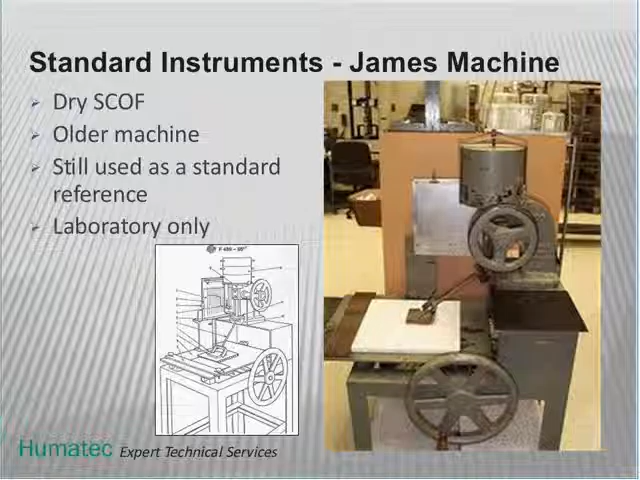 Standard Instruments - James Machine
Dry SCOF
Older machine
Still used as a standard
reference
Laboratory only
Humatec Expert Technical Services